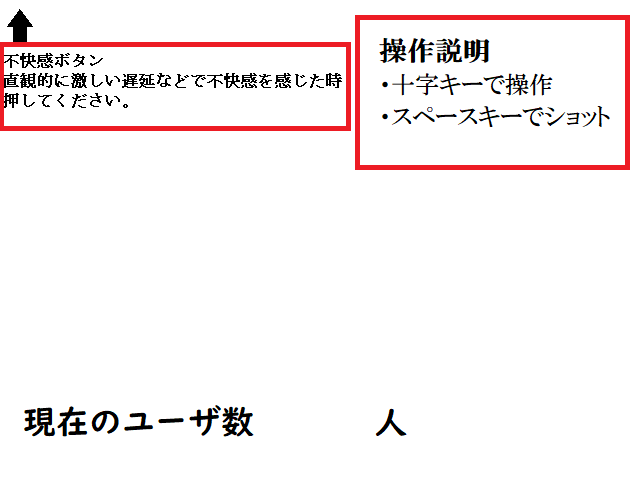 不快感ボタン
直観的に激しい遅延などで不快感を感じた時
押してください。
操作説明
・十字キーで操作
・スペースキーでショット
現在のユーザ数 人